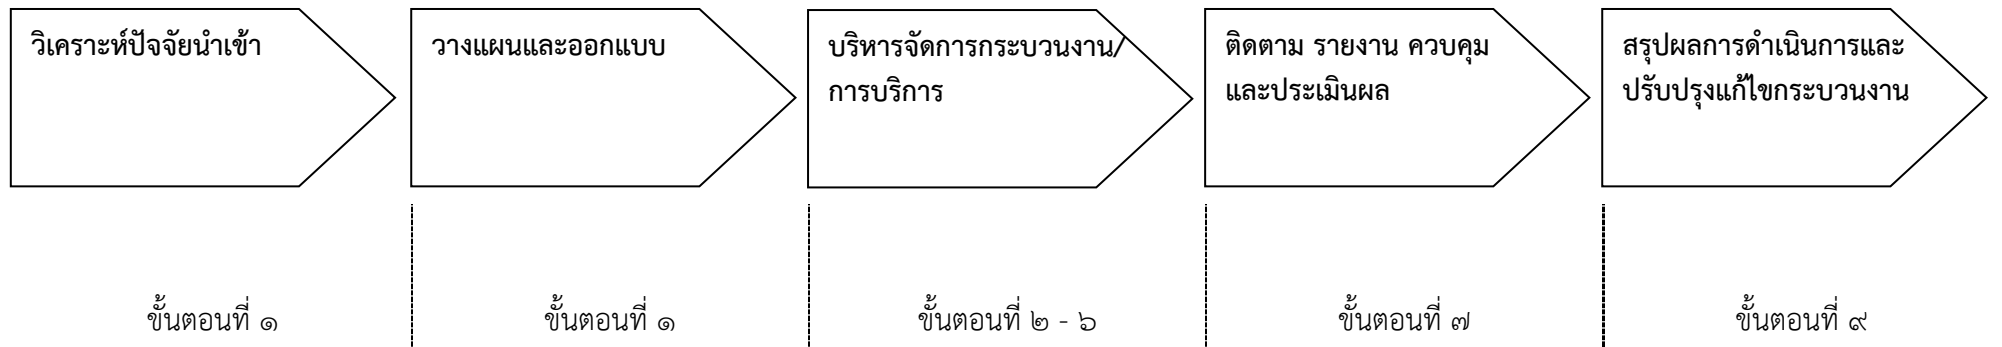 วิเคราะห์ปัจจัยนำเข้า
วางแผนและออกแบบ
บริหารจัดการกระบวนงาน/
การบริการ
ติดตาม รายงาน ควบคุม
และประเมินผล
สรุปผลการดำเนินการและ
ปรับปรุงแก้ไขกระบวนงาน
ขั้นตอนที่ ๑
ขั้นตอนที่ ๑
ขั้นตอนที่ ๒ - ๖
ขั้นตอนที่ ๗
ขั้นตอนที่ ๙